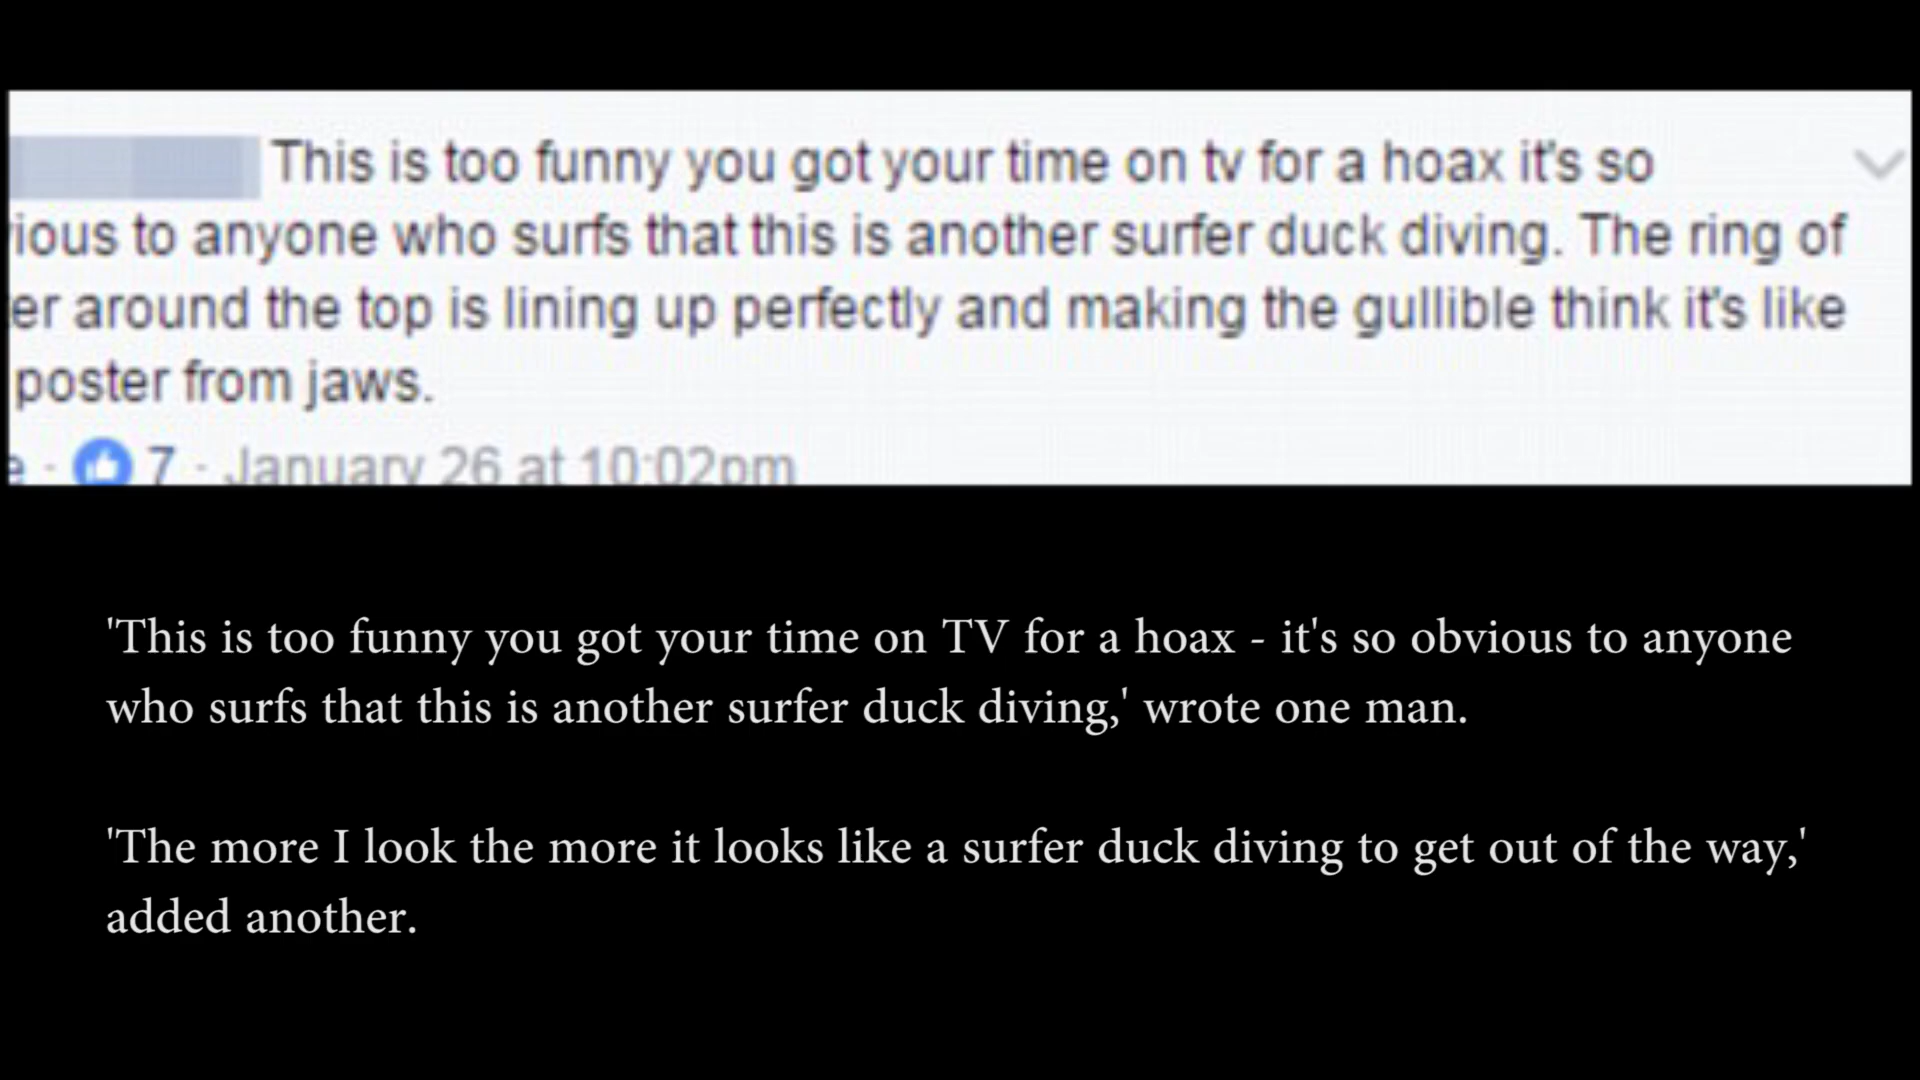 This is too funny you got your time on tv for a hoax it's so
ious to anyone who surfs that this is another surfer duck diving. The ring of
er around the top is lining up perfectly and making the gullible think it's like
poster from jaws.
e · 7 · January 26 at 10:02pm
'This is too funny you got your time on TV for a hoax - it's so obvious to anyone
who surfs that this is another surfer duck diving,' wrote one man.
'The more I look the more it looks like a surfer duck diving to get out of the way,'
added another.